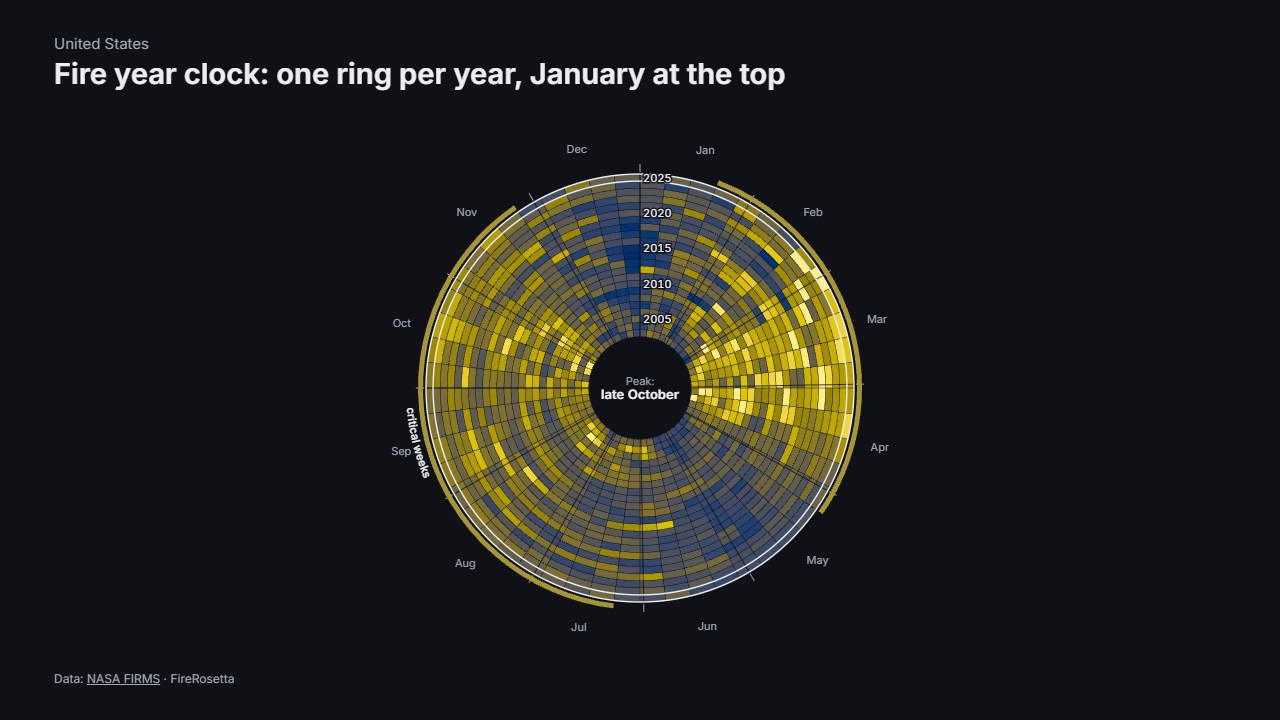 United States
Fire year clock: one ring per year, January at the top
Dec
Jan
Nov
Feb
Oct
Mar
Sep
Apr
Aug
May
Jul
Jun
2025
2020
2015
2010
2005
Peak:
late October
critical weeks
Data: NASA FIRMS · FireRosetta